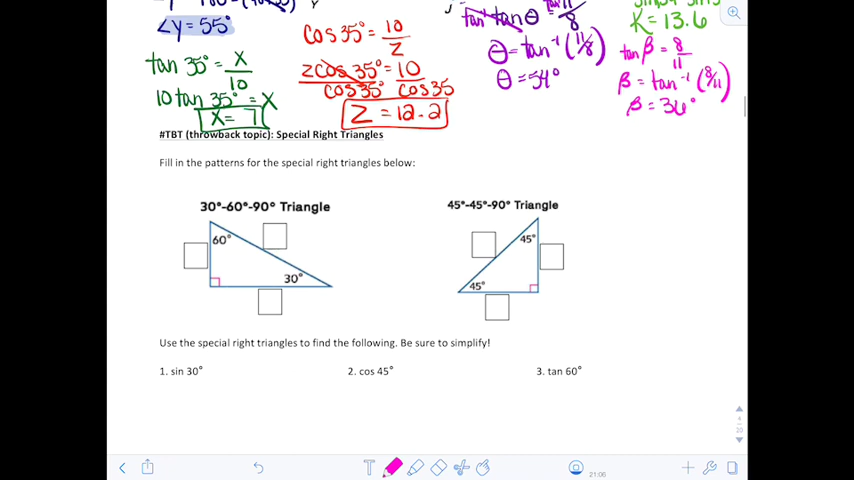 ∠y = 55°
tan 35° = x/10
10 tan 35° = x
x = 7
cos 35° = 10/z
z cos 35° = 10
cos 35° cos 35
z = 12.2
tan⁻¹ tan θ =
θ = tan⁻¹ (11/8)
θ = 54°
K = 13.6
tan β = 8/11
β = tan⁻¹ (8/11)
β = 36°
#TBT (throwback topic): Special Right Triangles
Fill in the patterns for the special right triangles below:
30°-60°-90° Triangle
60°
30°
45°-45°-90° Triangle
45°
45°
Use the special right triangles to find the following. Be sure to simplify!
1. sin 30°
2. cos 45°
3. tan 60°
T
21:06